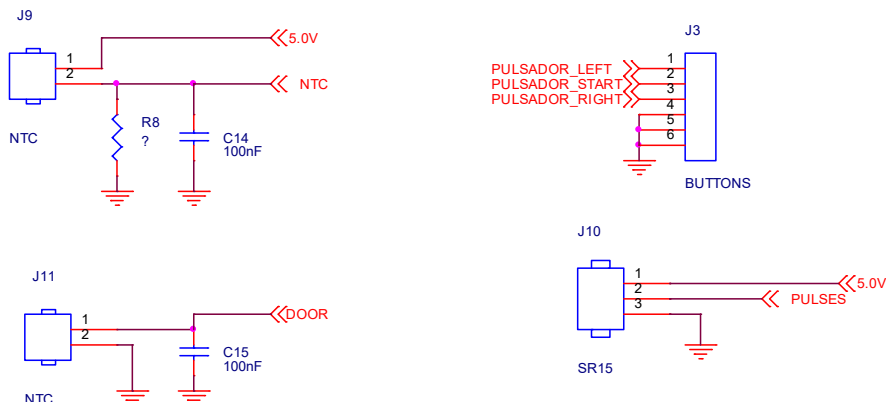 J9
1
2
5.0V
NTC
R8
?
C14
100nF
NTC
J3
PULSADOR_LEFT
PULSADOR_START
PULSADOR_RIGHT
1
2
3
4
5
6
BUTTONS
J11
1
2
DOOR
C15
100nF
NTC
J10
1
2
3
5.0V
PULSES
SR15